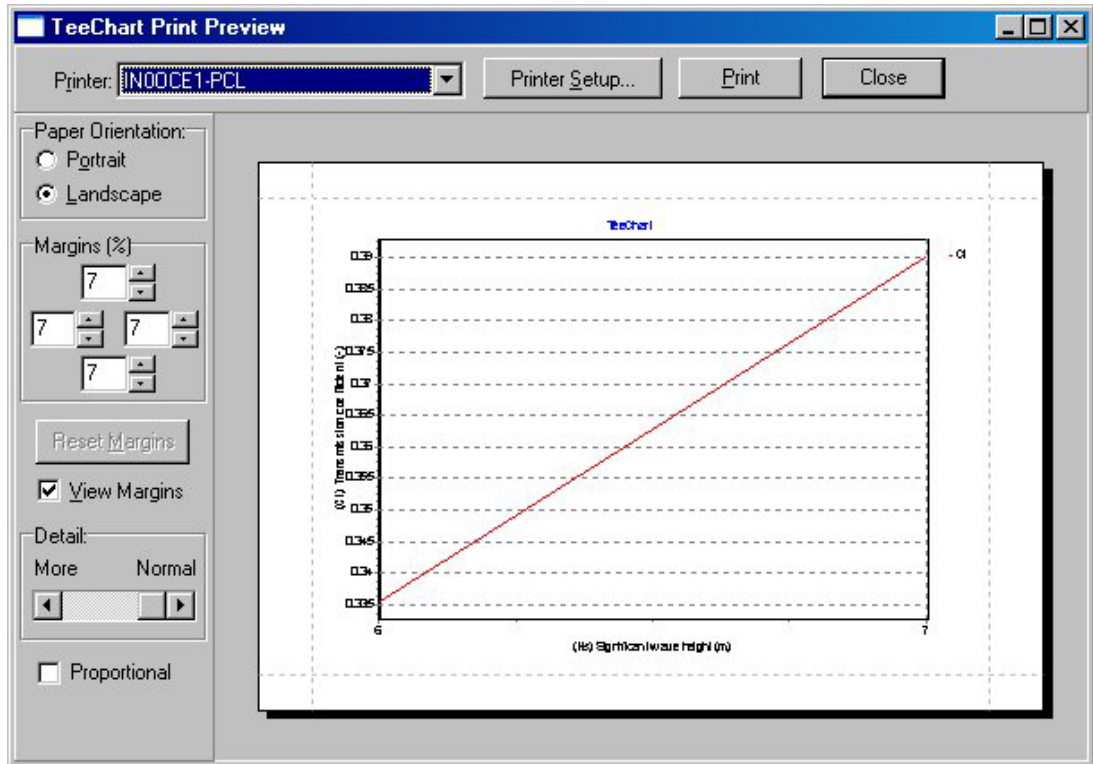 TeeChart Print Preview
Printer: IN00CE1-PCL
Printer Setup...
Print
Close
Paper Orientation:
Portrait
Landscape
Margins (%)
7
7
7
7
Reset Margins
View Margins
Detail:
More Normal
Proportional
TeeChart
0.39
0.385
0.38
0.375
0.37
0.365
0.36
0.355
0.35
0.345
0.34
0.335
(Ct) Transmission coefficient (-)
6 7
(Hs) Significant wave height (m)
Ct